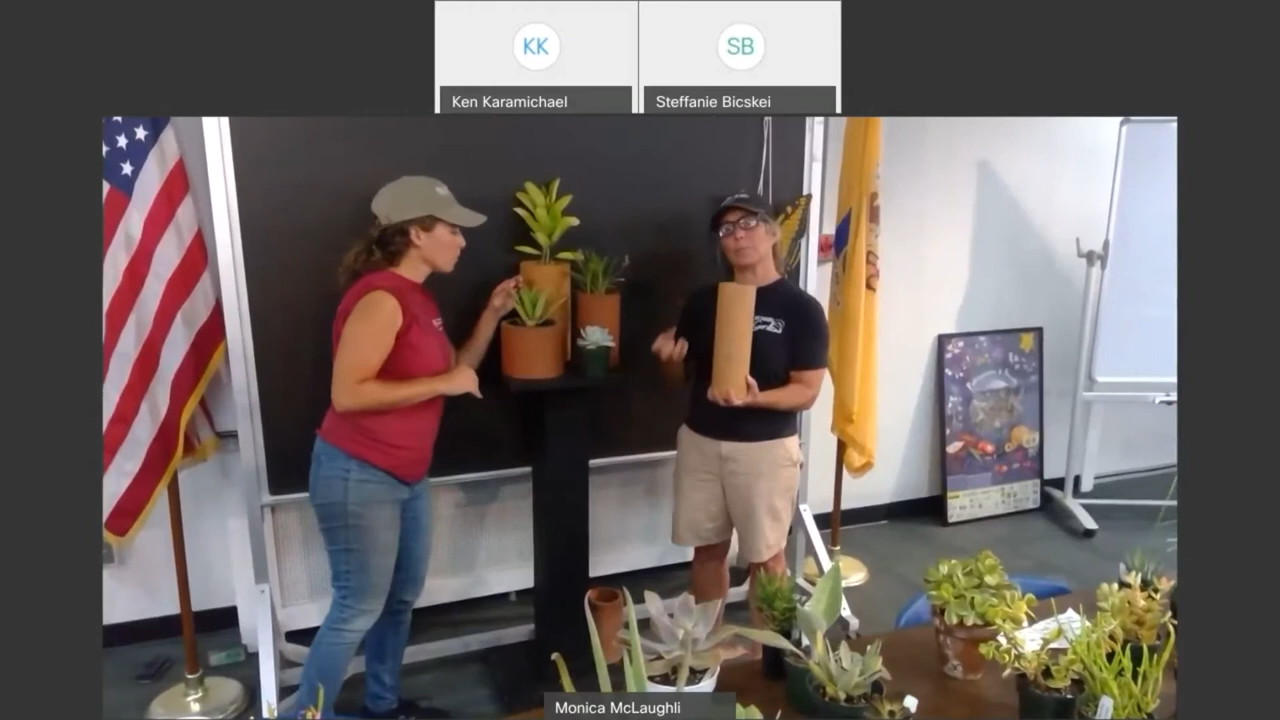 KK
SB
Ken Karamichael
Steffanie Bicskei
Monica McLaughli